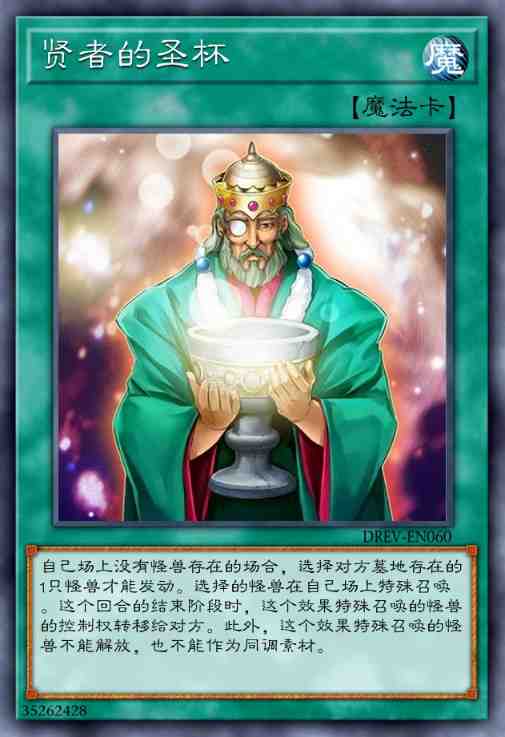 贤者的圣杯
魔
【魔法卡】
DREV-EN060
自己场上没有怪兽存在的场合，选择对方墓地存在的
1只怪兽才能发动。选择的怪兽在自己场上特殊召唤
。这个回合的结束阶段时，这个效果特殊召唤的怪兽
的控制权转移给对方。此外，这个效果特殊召唤的怪
兽不能解放，也不能作为同调素材。
35262428